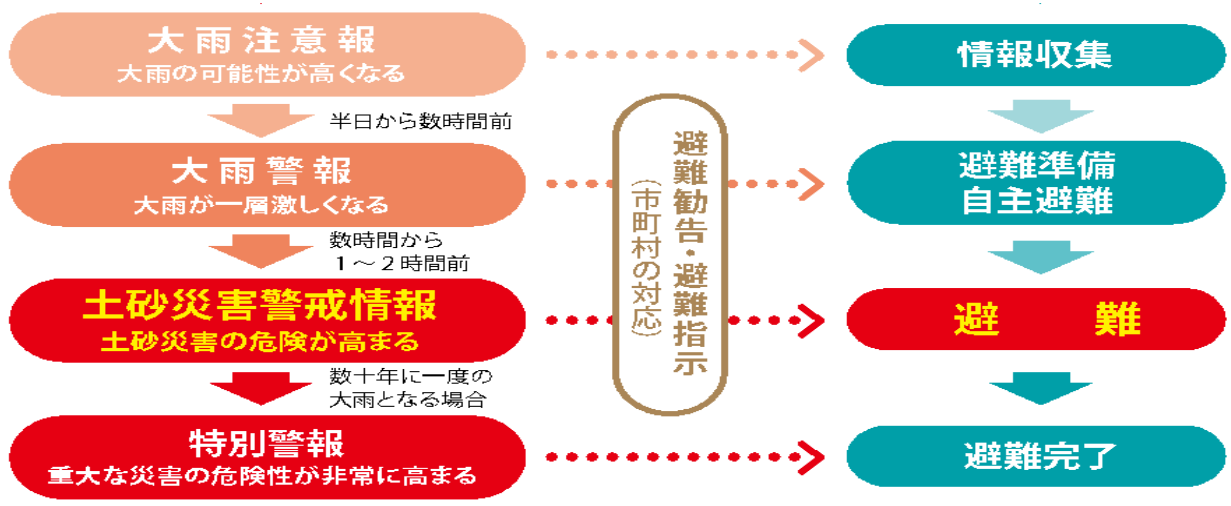 大雨注意報
大雨の可能性が高くなる
情報収集
半日から数時間前
大雨警報
大雨が一層激しくなる
避難準備
自主避難
数時間から
1~2時間前
避難勧告・避難指示
(市町村の対応)
土砂災害警戒情報
土砂災害の危険が高まる
避難
数十年に一度の
大雨となる場合
特別警報
重大な災害の危険性が非常に高まる
避難完了